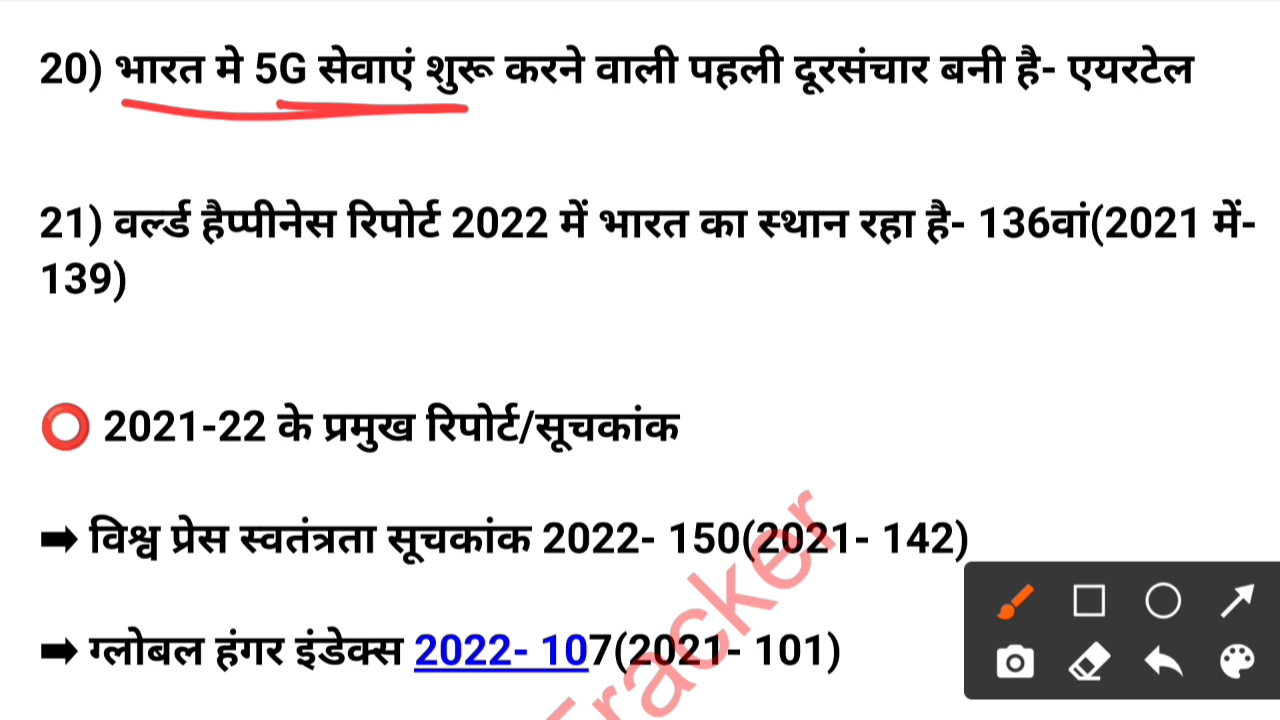 20) भारत मे 5G सेवाएं शुरू करने वाली पहली दूरसंचार बनी है- एयरटेल
21) वर्ल्ड हैप्पीनेस रिपोर्ट 2022 में भारत का स्थान रहा है- 136वां(2021 में-
139)
2021-22 के प्रमुख रिपोर्ट/सूचकांक
➡ विश्व प्रेस स्वतंत्रता सूचकांक 2022- 150(2021- 142)
➡ ग्लोबल हंगर इंडेक्स 2022- 107(2021- 101)
Tracker